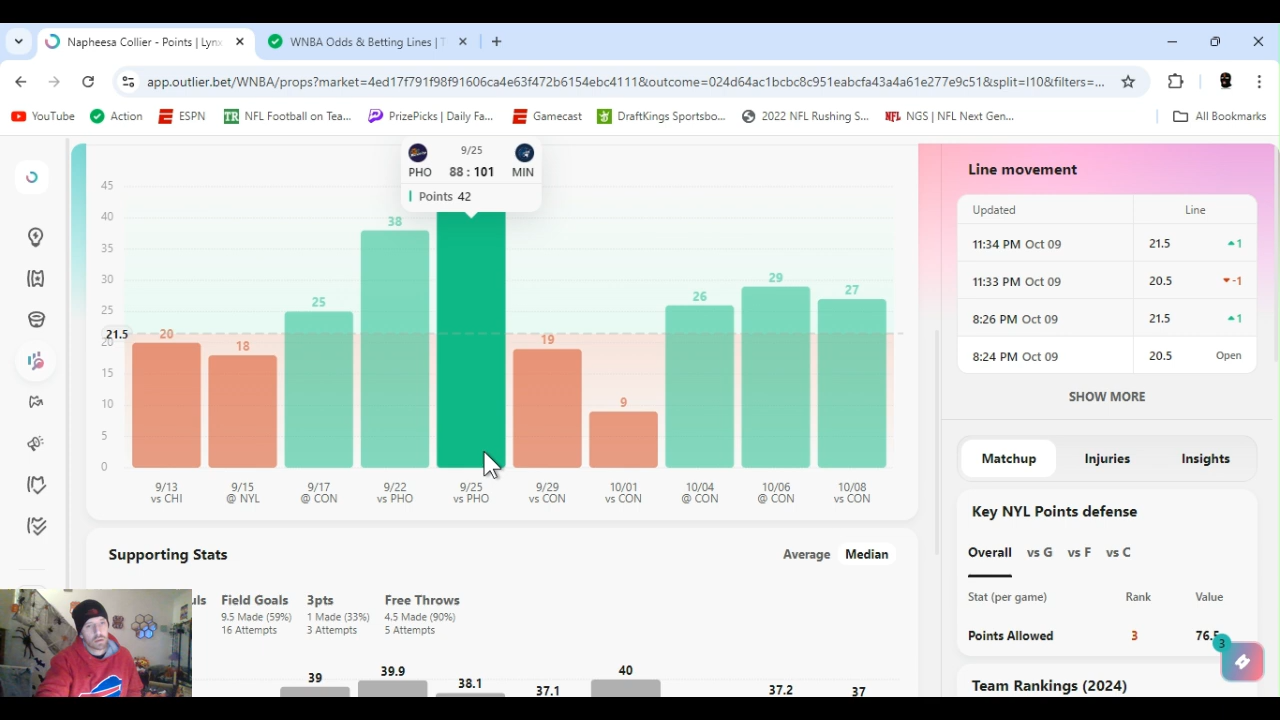 Napheesa Collier - Points | Lynx
WNBA Odds & Betting Lines | T
app.outlier.bet/WNBA/props?market=4ed17f791f98f91606ca4e63f472b6154ebc4111&outcome=024d64ac1bcbc8c951eabcfa43a4a61e277e9c51&split=l10&filters=...
YouTube Action ESPN NFL Football on Tea... PrizePicks | Daily Fa... Gamecast DraftKings Sportsbo... 2022 NFL Rushing S... NFL NGS | NFL Next Gen... All Bookmarks
9/25
PHO 88 : 101 MIN
Points 42
45
40
35
30
25
20
15
10
5
0
21.5
20
18
25
38
19
9
26
29
27
9/13 9/15 9/17 9/22 9/25 9/29 10/01 10/04 10/06 10/08
vs CHI @ NYL @ CON vs PHO vs PHO vs CON vs CON @ CON @ CON vs CON
Supporting Stats
Average Median
uls Field Goals 3pts Free Throws
9.5 Made (59%) 1 Made (33%) 4.5 Made (90%)
16 Attempts 3 Attempts 5 Attempts
39 39.9 38.1 37.1 40 37.2 37
Line movement
Updated Line
11:34 PM Oct 09 21.5 1
11:33 PM Oct 09 20.5 -1
8:26 PM Oct 09 21.5 1
8:24 PM Oct 09 20.5 Open
SHOW MORE
Matchup Injuries Insights
Key NYL Points defense
Overall vs G vs F vs C
Stat (per game) Rank Value
Points Allowed 3 76.5
3
Team Rankings (2024)